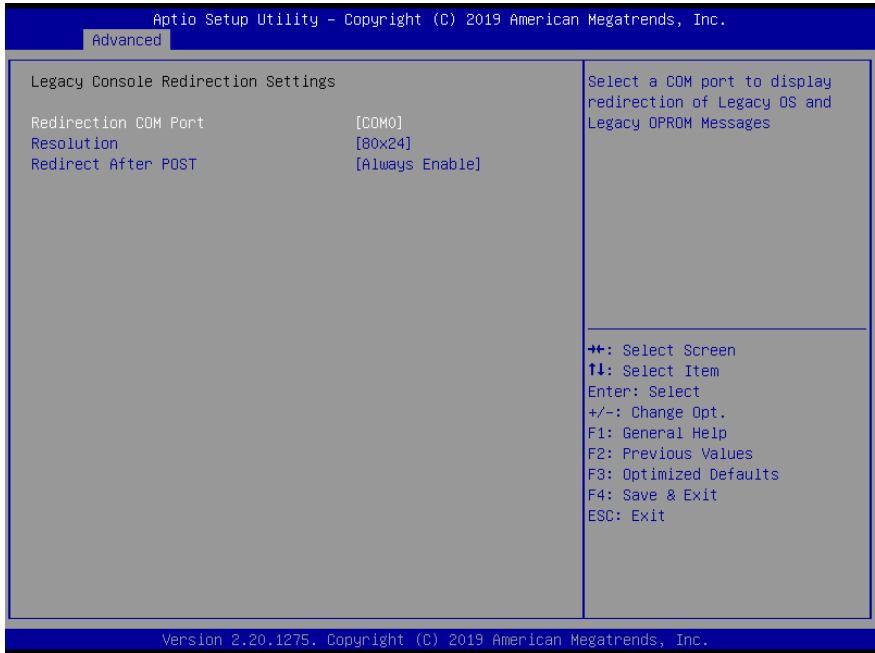 Aptio Setup Utility – Copyright (C) 2019 American Megatrends, Inc.
Advanced
Legacy Console Redirection Settings
Redirection COM Port [COM0]
Resolution [80x24]
Redirect After POST [Always Enable]
Select a COM port to display
redirection of Legacy OS and
Legacy OPROM Messages
→←: Select Screen
↑↓: Select Item
Enter: Select
+/-: Change Opt.
F1: General Help
F2: Previous Values
F3: Optimized Defaults
F4: Save & Exit
ESC: Exit
Version 2.20.1275. Copyright (C) 2019 American Megatrends, Inc.